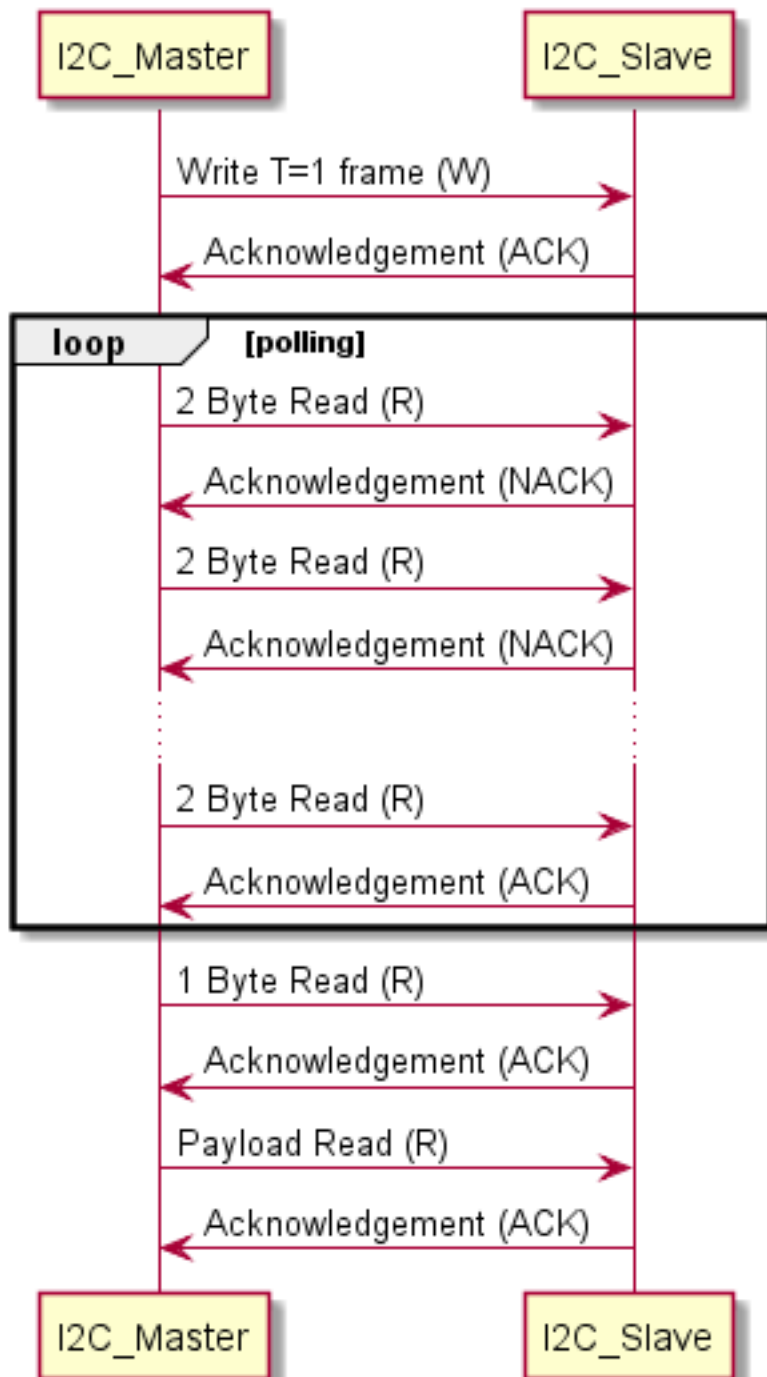 I2C_Master I2C_Slave
Write T=1 frame (W)
Acknowledgement (ACK)
loop [polling]
2 Byte Read (R)
Acknowledgement (NACK)
2 Byte Read (R)
Acknowledgement (NACK)
2 Byte Read (R)
Acknowledgement (ACK)
1 Byte Read (R)
Acknowledgement (ACK)
Payload Read (R)
Acknowledgement (ACK)
I2C_Master I2C_Slave